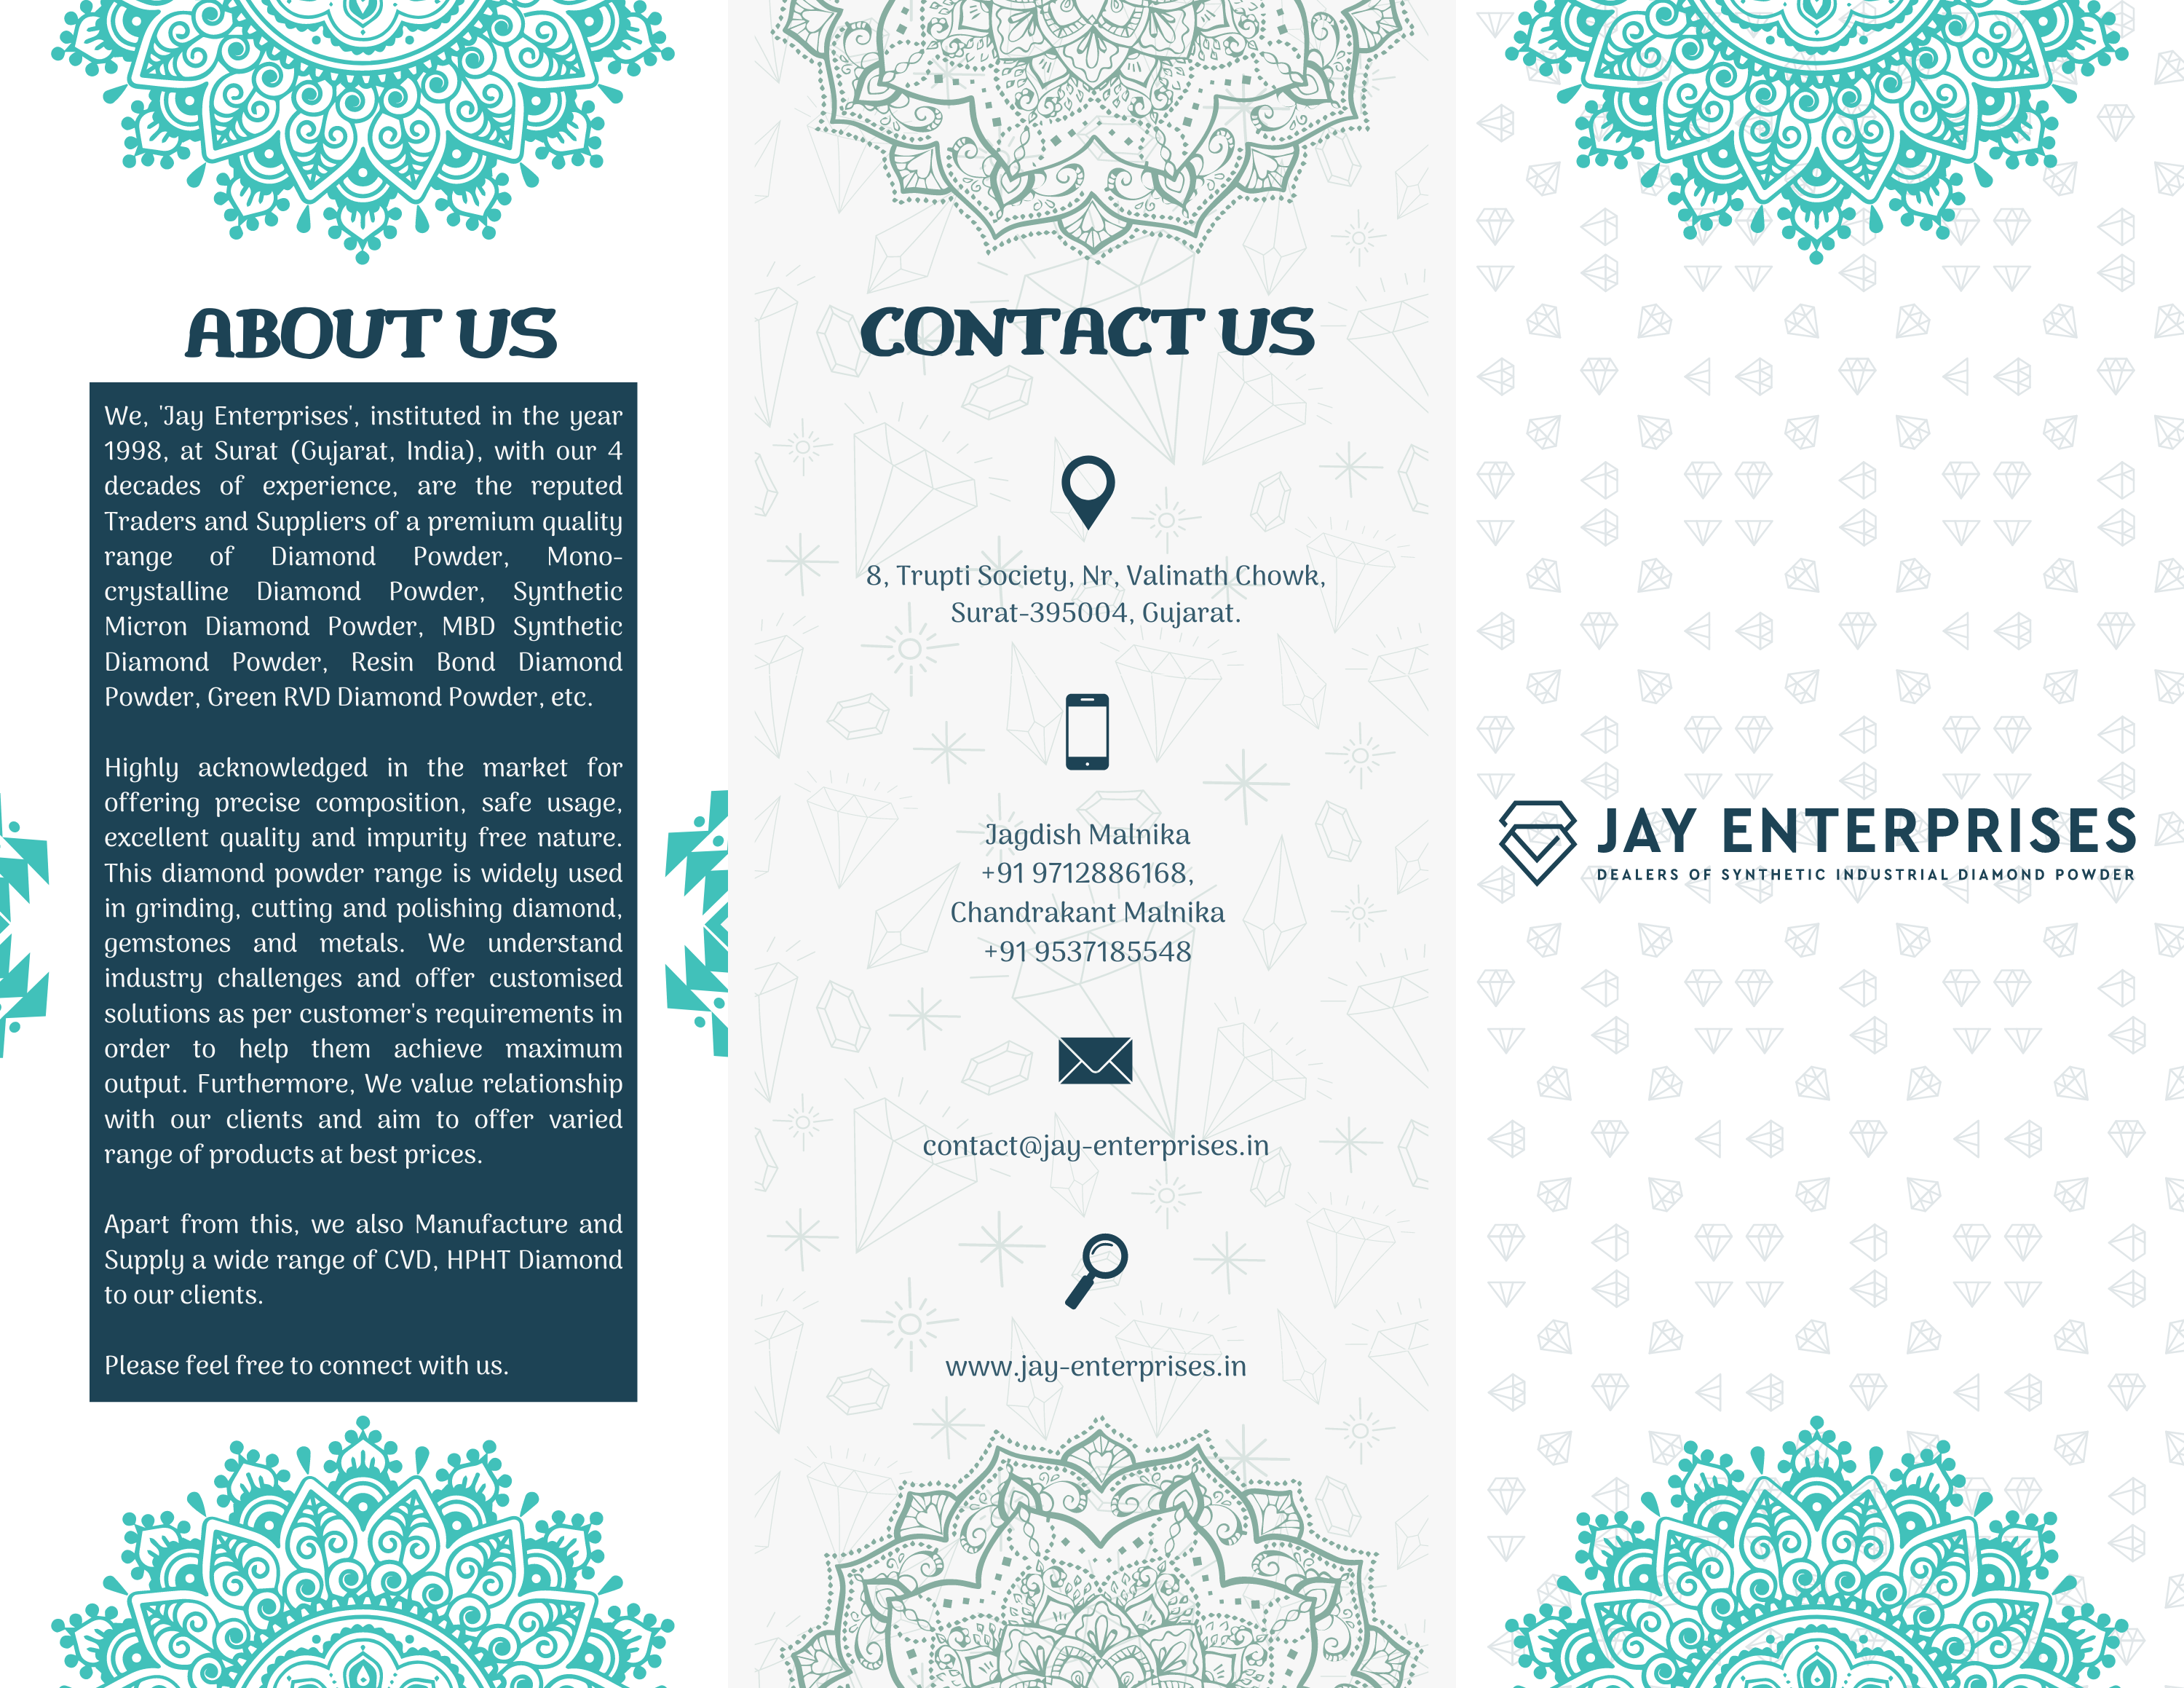 ABOUT US
We, 'Jay Enterprises', instituted in the year
1998, at Surat (Gujarat, India), with our 4
decades of experience, are the reputed
Traders and Suppliers of a premium quality
range of Diamond Powder, Mono-
crystalline Diamond Powder, Synthetic
Micron Diamond Powder, MBD Synthetic
Diamond Powder, Resin Bond Diamond
Powder, Green RVD Diamond Powder, etc.
Highly acknowledged in the market for
offering precise composition, safe usage,
excellent quality and impurity free nature.
This diamond powder range is widely used
in grinding, cutting and polishing diamond,
gemstones and metals. We understand
industry challenges and offer customised
solutions as per customer's requirements in
order to help them achieve maximum
output. Furthermore, We value relationship
with our clients and aim to offer varied
range of products at best prices.
Apart from this, we also Manufacture and
Supply a wide range of CVD, HPHT Diamond
to our clients.
Please feel free to connect with us.
CONTACT US
8, Trupti Society, Nr, Valinath Chowk,
Surat-395004, Gujarat.
Jagdish Malnika
+91 9712886168,
Chandrakant Malnika
+91 9537185548
contact@jay-enterprises.in
www.jay-enterprises.in
JAY ENTERPRISES
DEALERS OF SYNTHETIC INDUSTRIAL DIAMOND POWDER